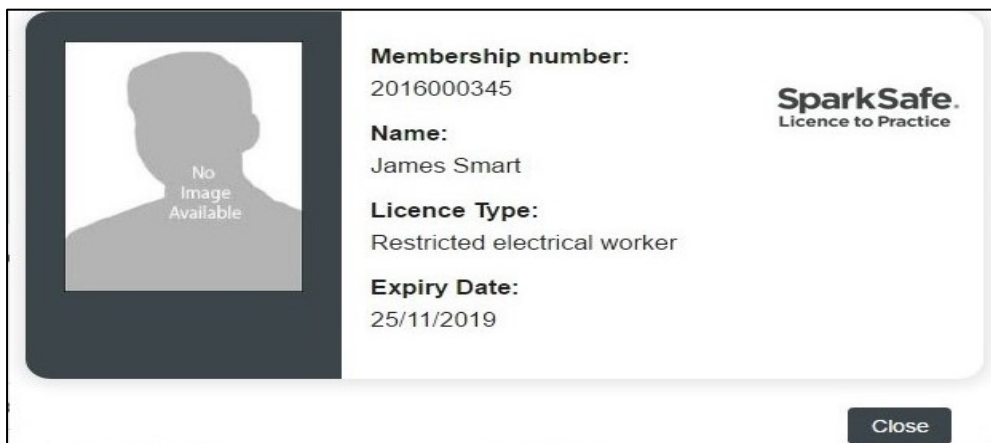 No
Image
Available
Membership number:
2016000345
Name:
James Smart
Licence Type:
Restricted electrical worker
Expiry Date:
25/11/2019
SparkSafe.
Licence to Practice
Close